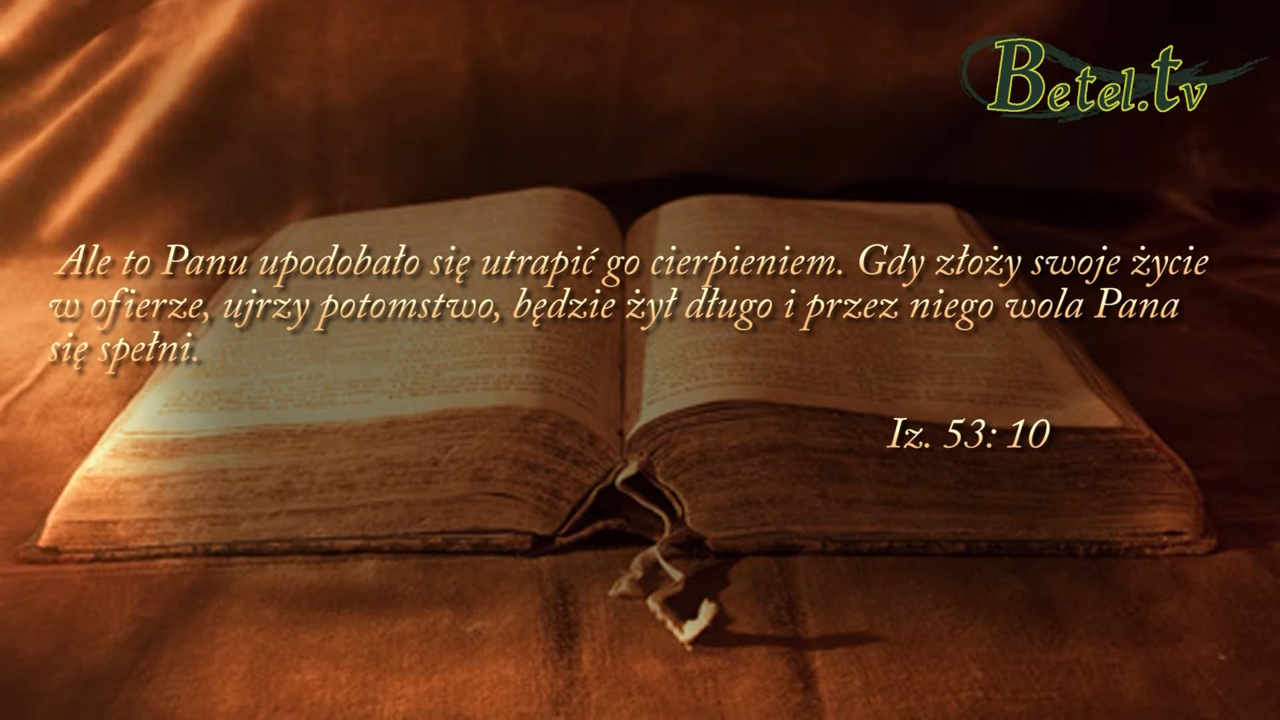 Betel.tv
Ale to Panu upodobało się utrapić go cierpieniem. Gdy złoży swoje życie
w ofierze, ujrzy potomstwo, będzie żył długo i przez niego wola Pana
się spełni.
Iz. 53: 10